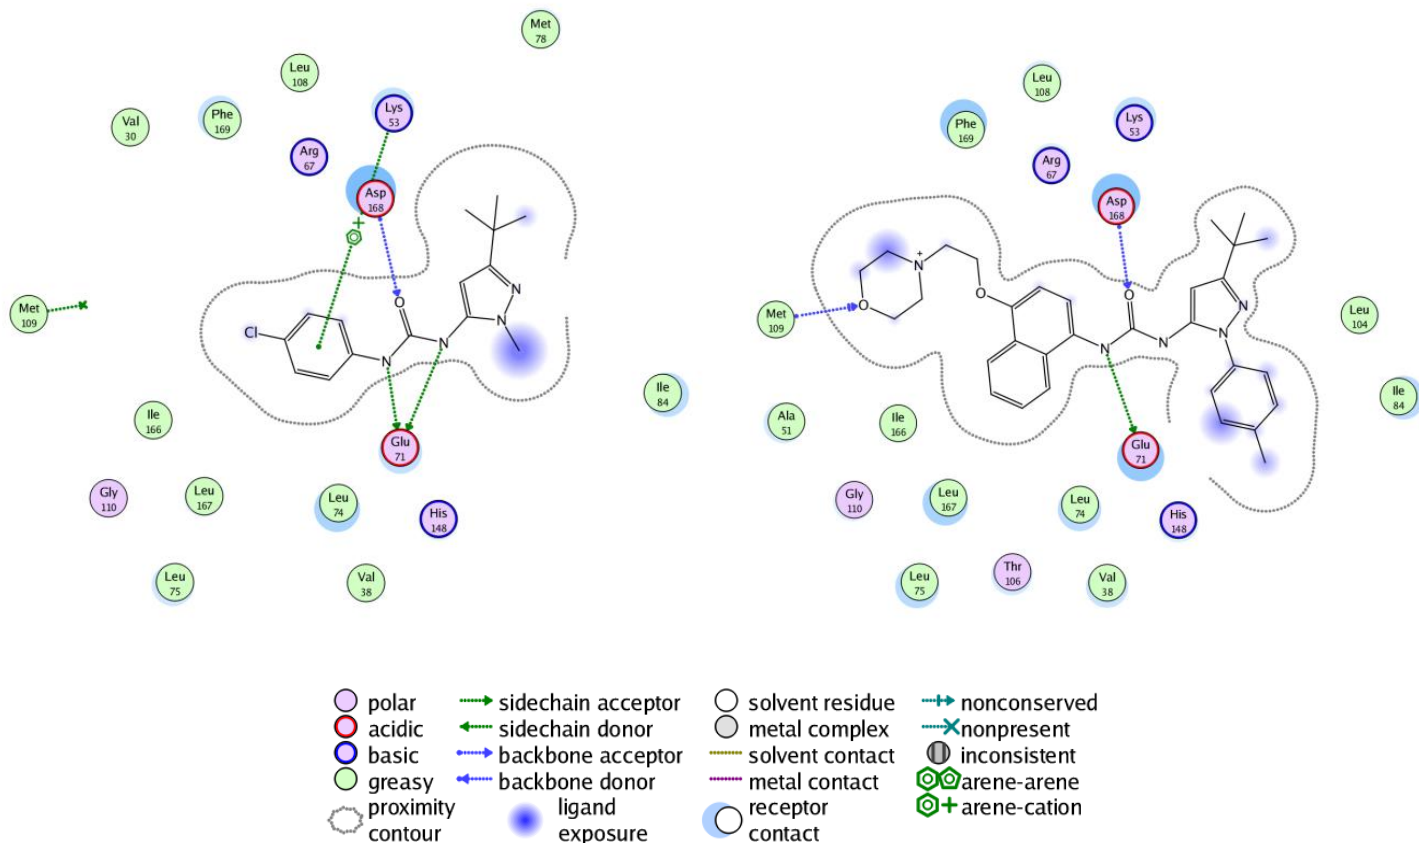 Met
78
Leu
108
Lys
53
Phe
169
Val
30
Arg
67
Asp
168
+
Met
109
Cl
O
N
N
N
N
Ile
84
Ile
166
Glu
71
Gly
110
Leu
167
Leu
74
His
148
Leu
75
Val
38
Leu
108
Lys
53
Phe
169
Arg
67
Asp
168
N
+
O
O
Met
109
O
N
N
N
N
Leu
104
Ile
84
Ala
51
Ile
166
Glu
71
Gly
110
Leu
167
Leu
74
His
148
Leu
75
Thr
106
Val
38
polar
acidic
basic
greasy
proximity
contour
sidechain acceptor
sidechain donor
backbone acceptor
backbone donor
ligand
exposure
solvent residue
metal complex
solvent contact
metal contact
receptor
contact
nonconserved
nonpresent
inconsistent
arene-arene
+ arene-cation